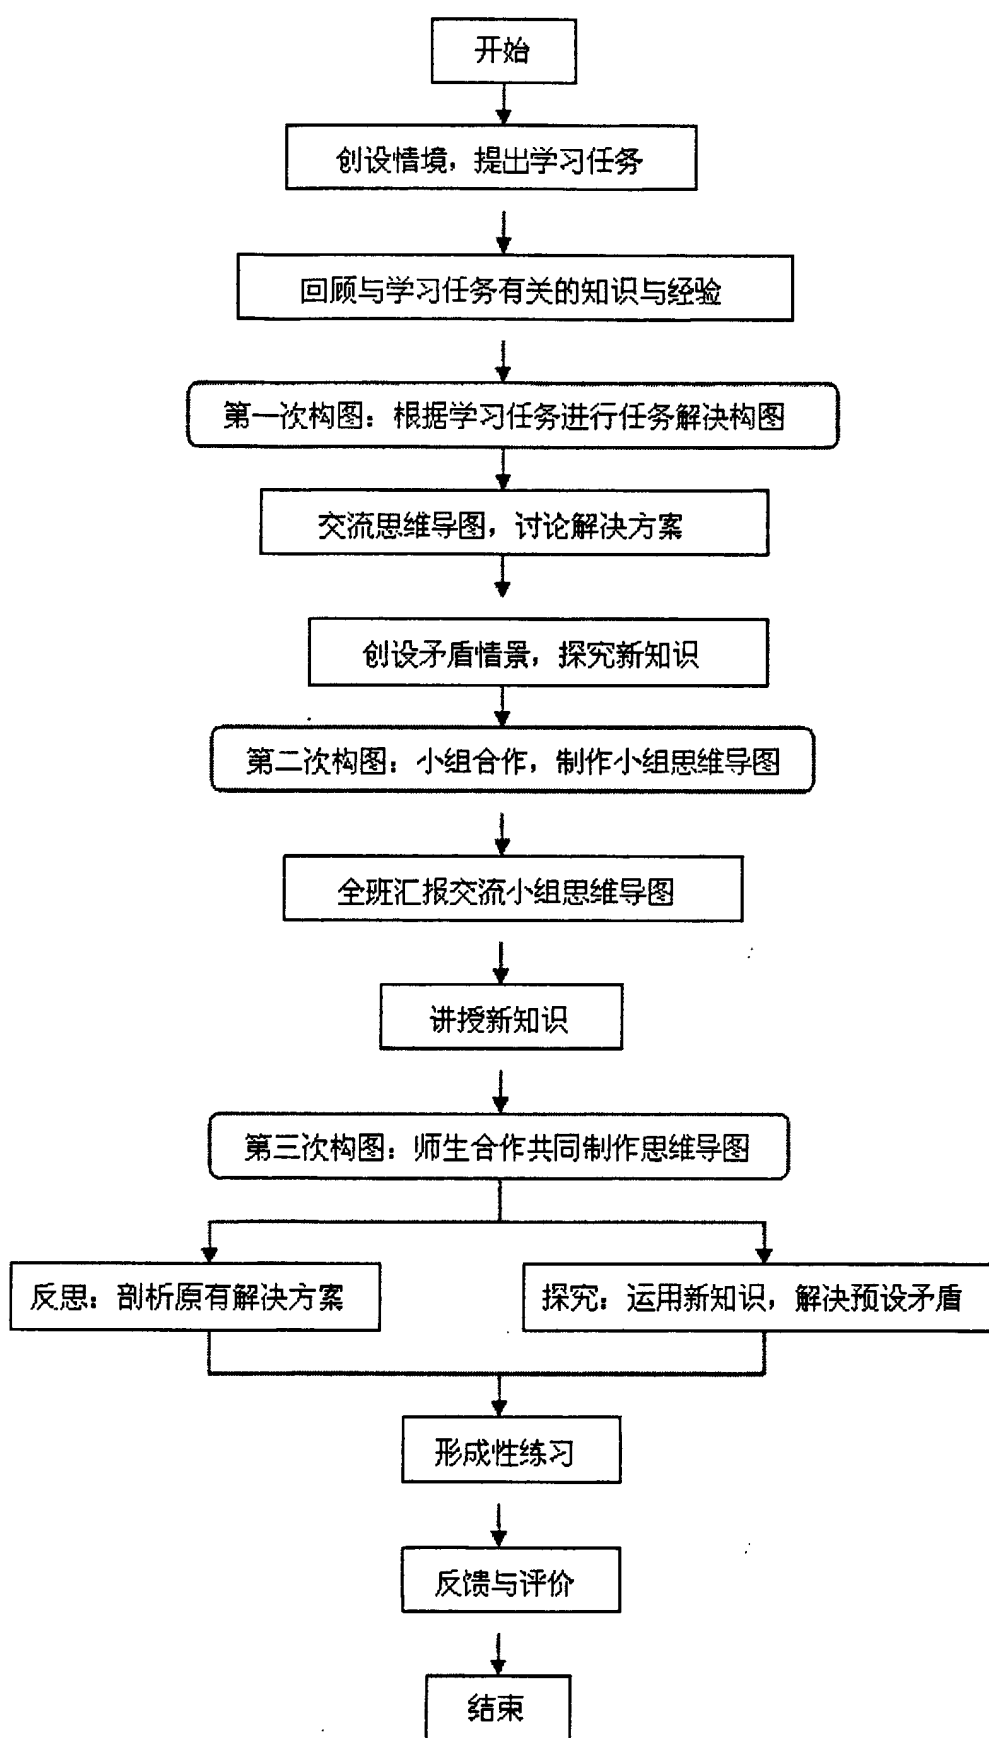 开始
创设情境，提出学习任务
回顾与学习任务有关的知识与经验
第一次构图：根据学习任务进行任务解决构图
交流思维导图，讨论解决方案
创设矛盾情景，探究新知识
第二次构图：小组合作，制作小组思维导图
全班汇报交流小组思维导图
讲授新知识
第三次构图：师生合作共同制作思维导图
反思：剖析原有解决方案
探究：运用新知识，解决预设矛盾
形成性练习
反馈与评价
结束